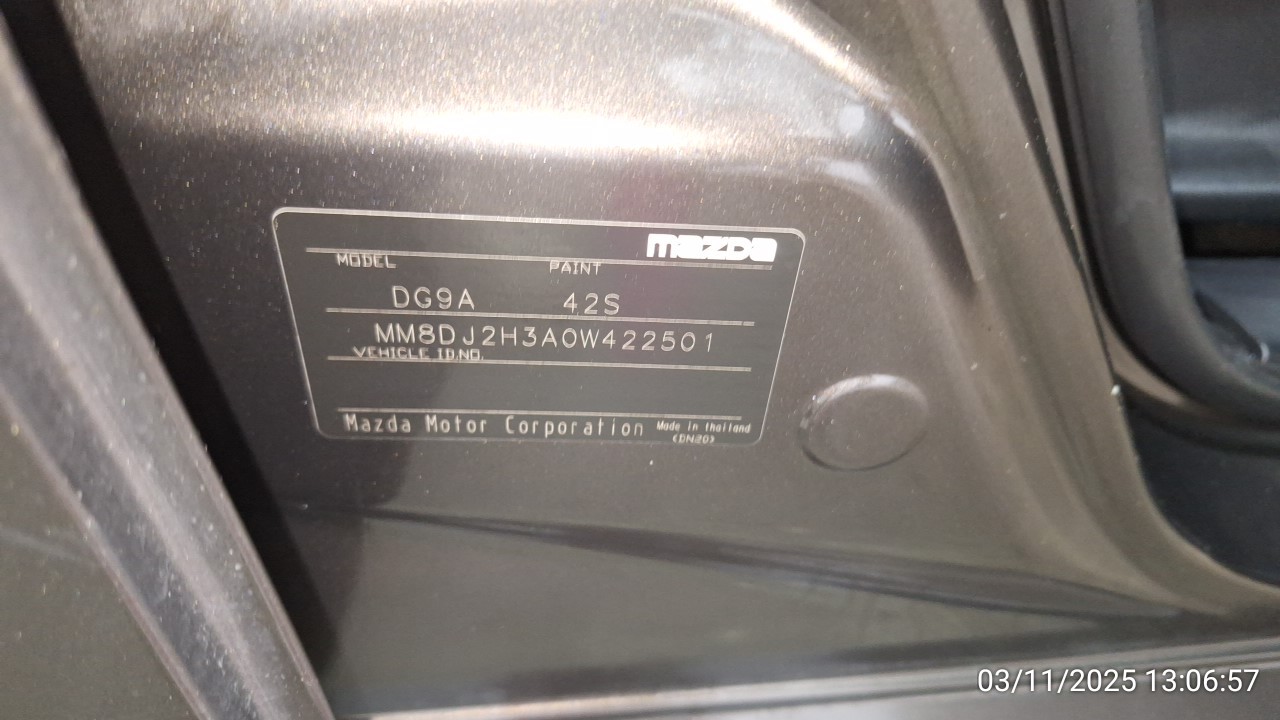 mazda
MODEL PAINT
DG9A 42S
MM8DJ2H3A0W422501
VEHICLE ID.NO.
Mazda Motor Corporation Made in thailand
(DN20)
03/11/2025 13:06:57